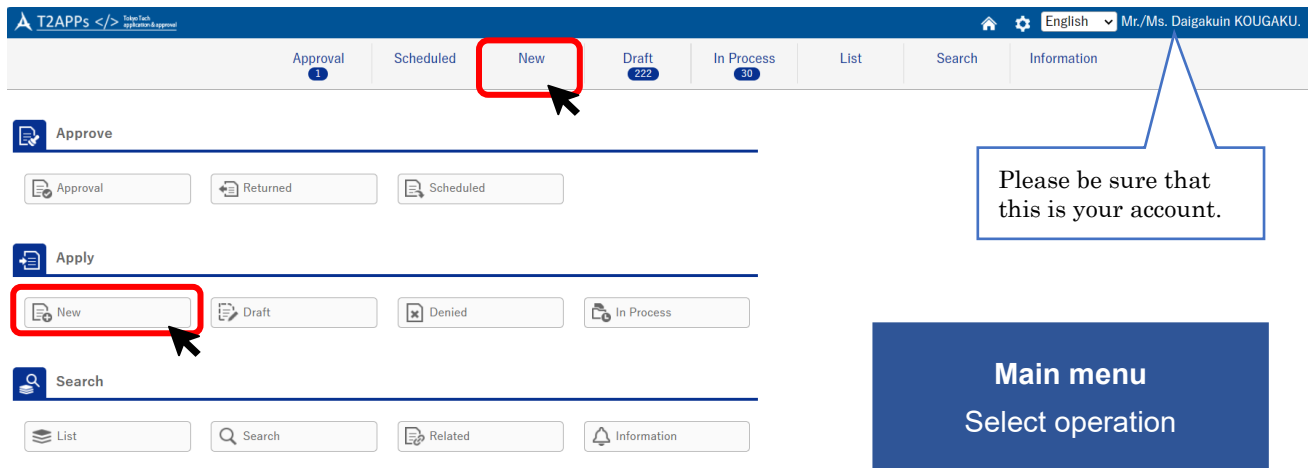 T2APPs </> Tokyo Tech application & approval
English Mr./Ms. Daigakuin KOUGAKU.
Approval Scheduled New Draft In Process List Search Information
1 222 30
Approve
Approval Returned Scheduled
Please be sure that
this is your account.
Apply
New Draft Denied In Process
Main menu
Select operation
Search
List Search Related Information